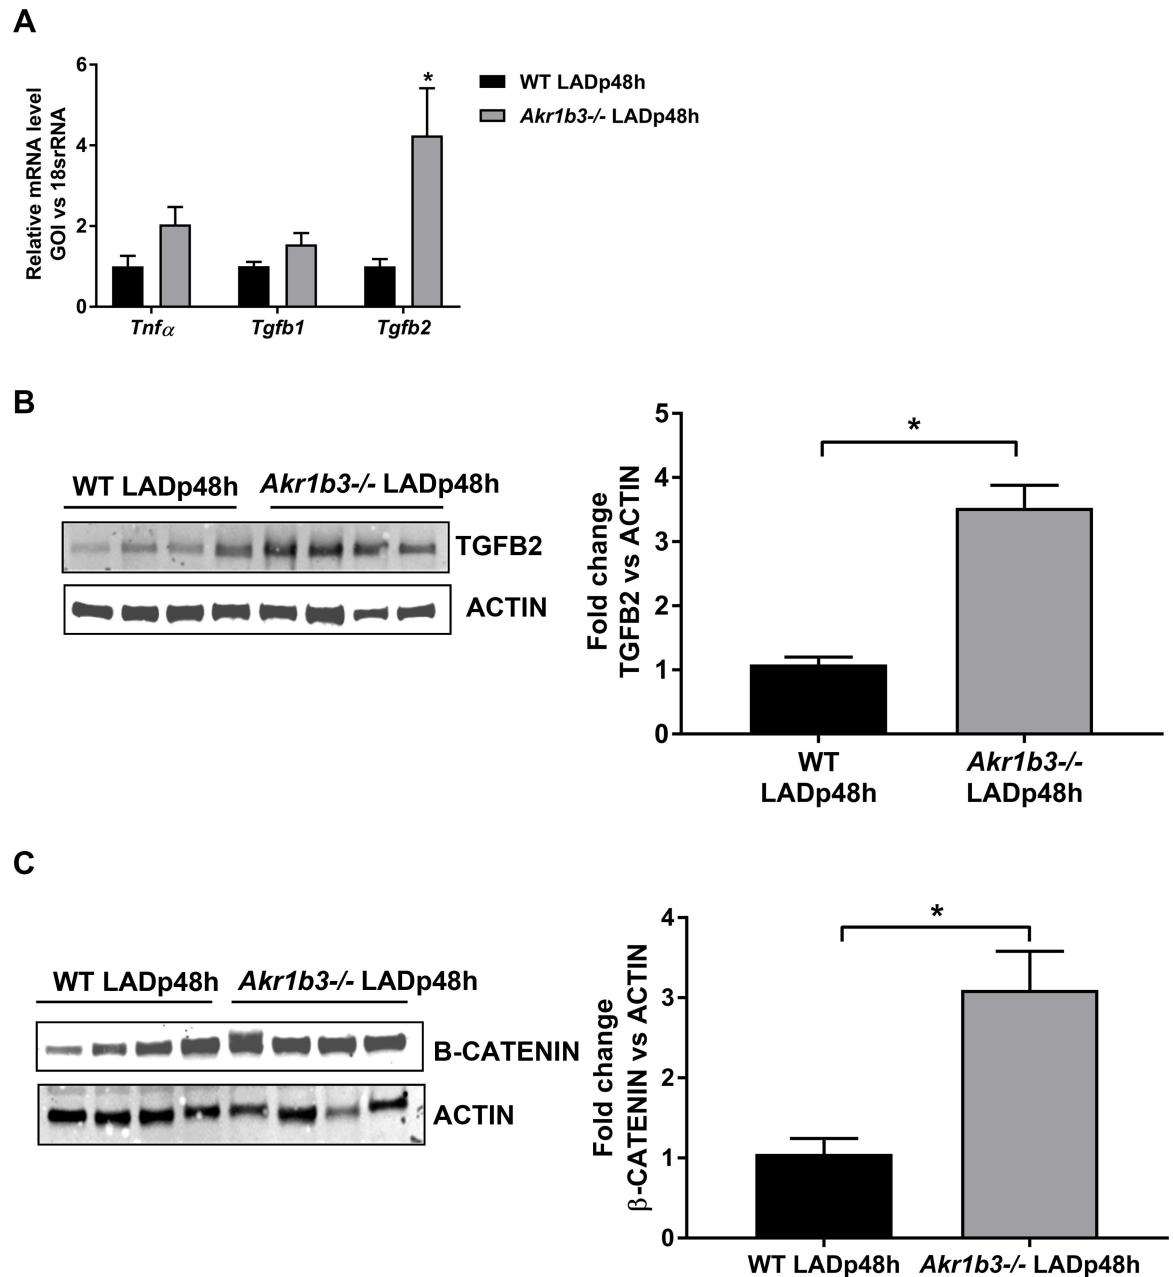 A
6
4
2
0
Relative mRNA level
GOI vs 18srRNA
*
WT LADp48h
Akr1b3-/- LADp48h
Tnfα
Tgfb1
Tgfb2
B
WT LADp48h
Akr1b3-/- LADp48h
TGFB2
ACTIN
5
4
3
2
1
0
Fold change
TGFB2 vs ACTIN
*
WT
LADp48h
Akr1b3-/-
LADp48h
C
WT LADp48h
Akr1b3-/- LADp48h
B-CATENIN
ACTIN
4
3
2
1
0
Fold change
β-CATENIN vs ACTIN
*
WT LADp48h
Akr1b3-/- LADp48h